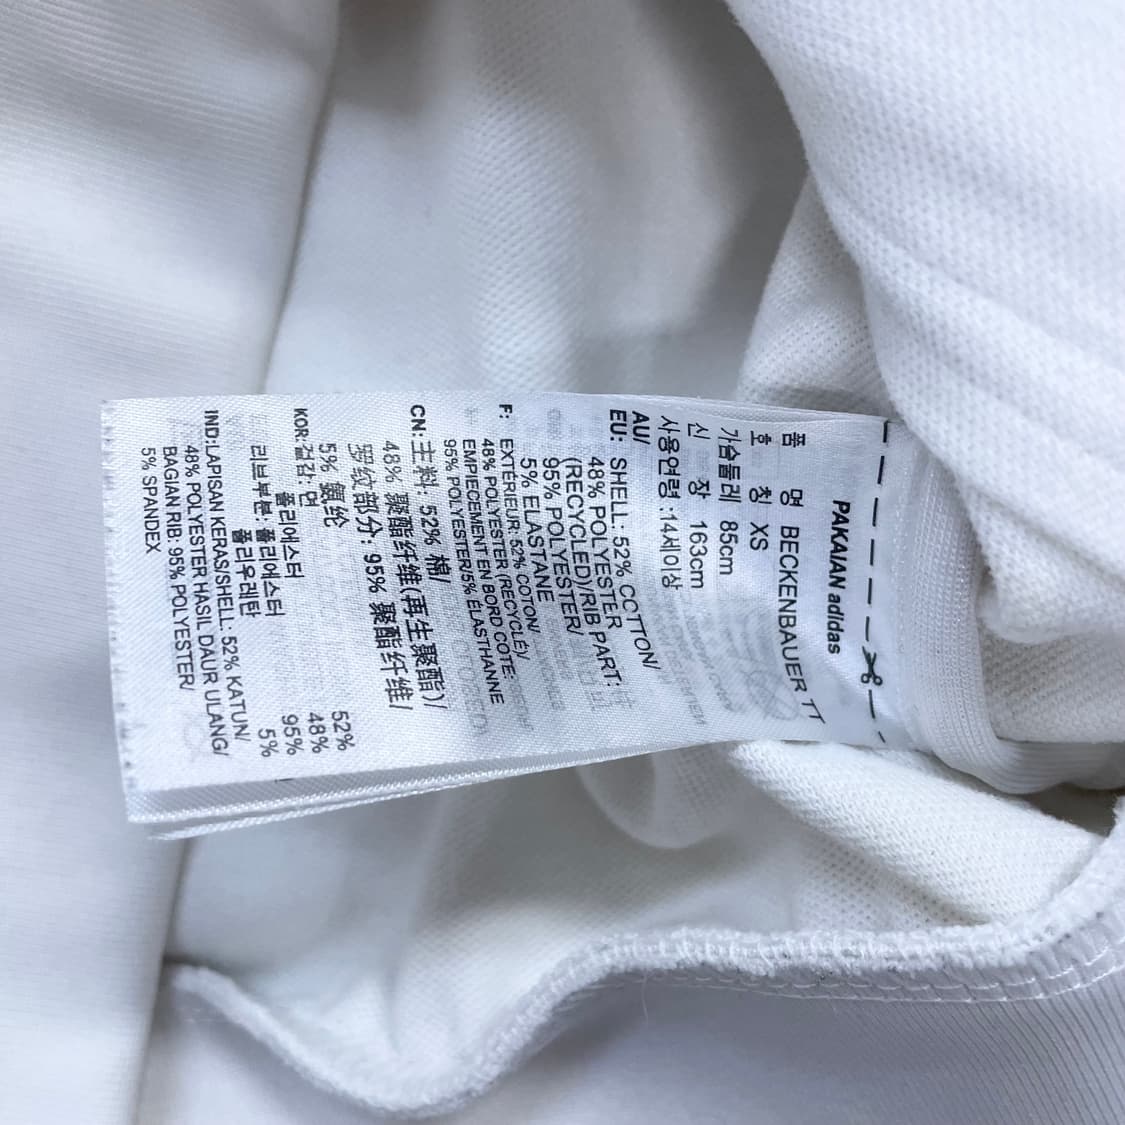 PAKAIAN adidas
품 명 BECKENBAUER TT
호 칭 XS
가슴둘레 85cm
신 장 163cm
사용연령 :14세이상
AU/
EU: SHELL: 52% COTTON/
48% POLYESTER
(RECYCLED)/RIB PART:
95% POLYESTER/
5% ELASTANE
F: EXTÉRIEUR: 52% COTON/
48% POLYESTER (RECYCLÉ)/
EMPIECEMENT EN BORD CÔTE:
95% POLYESTER/5% ÉLASTHANNE
CN: 主料: 52% 棉/
48% 聚酯纤维(再生聚酯)/
罗纹部分: 95% 聚酯纤维/
5% 氨纶
KOR:겉감: 면 52%
폴리에스터 48%
리브부분: 폴리에스터 95%
폴리우레탄 5%
IND:LAPISAN KERAS/SHELL: 52% KATUN/
48% POLYESTER HASIL DAUR ULANG/
BAGIAN RIB: 95% POLYESTER/
5% SPANDEX